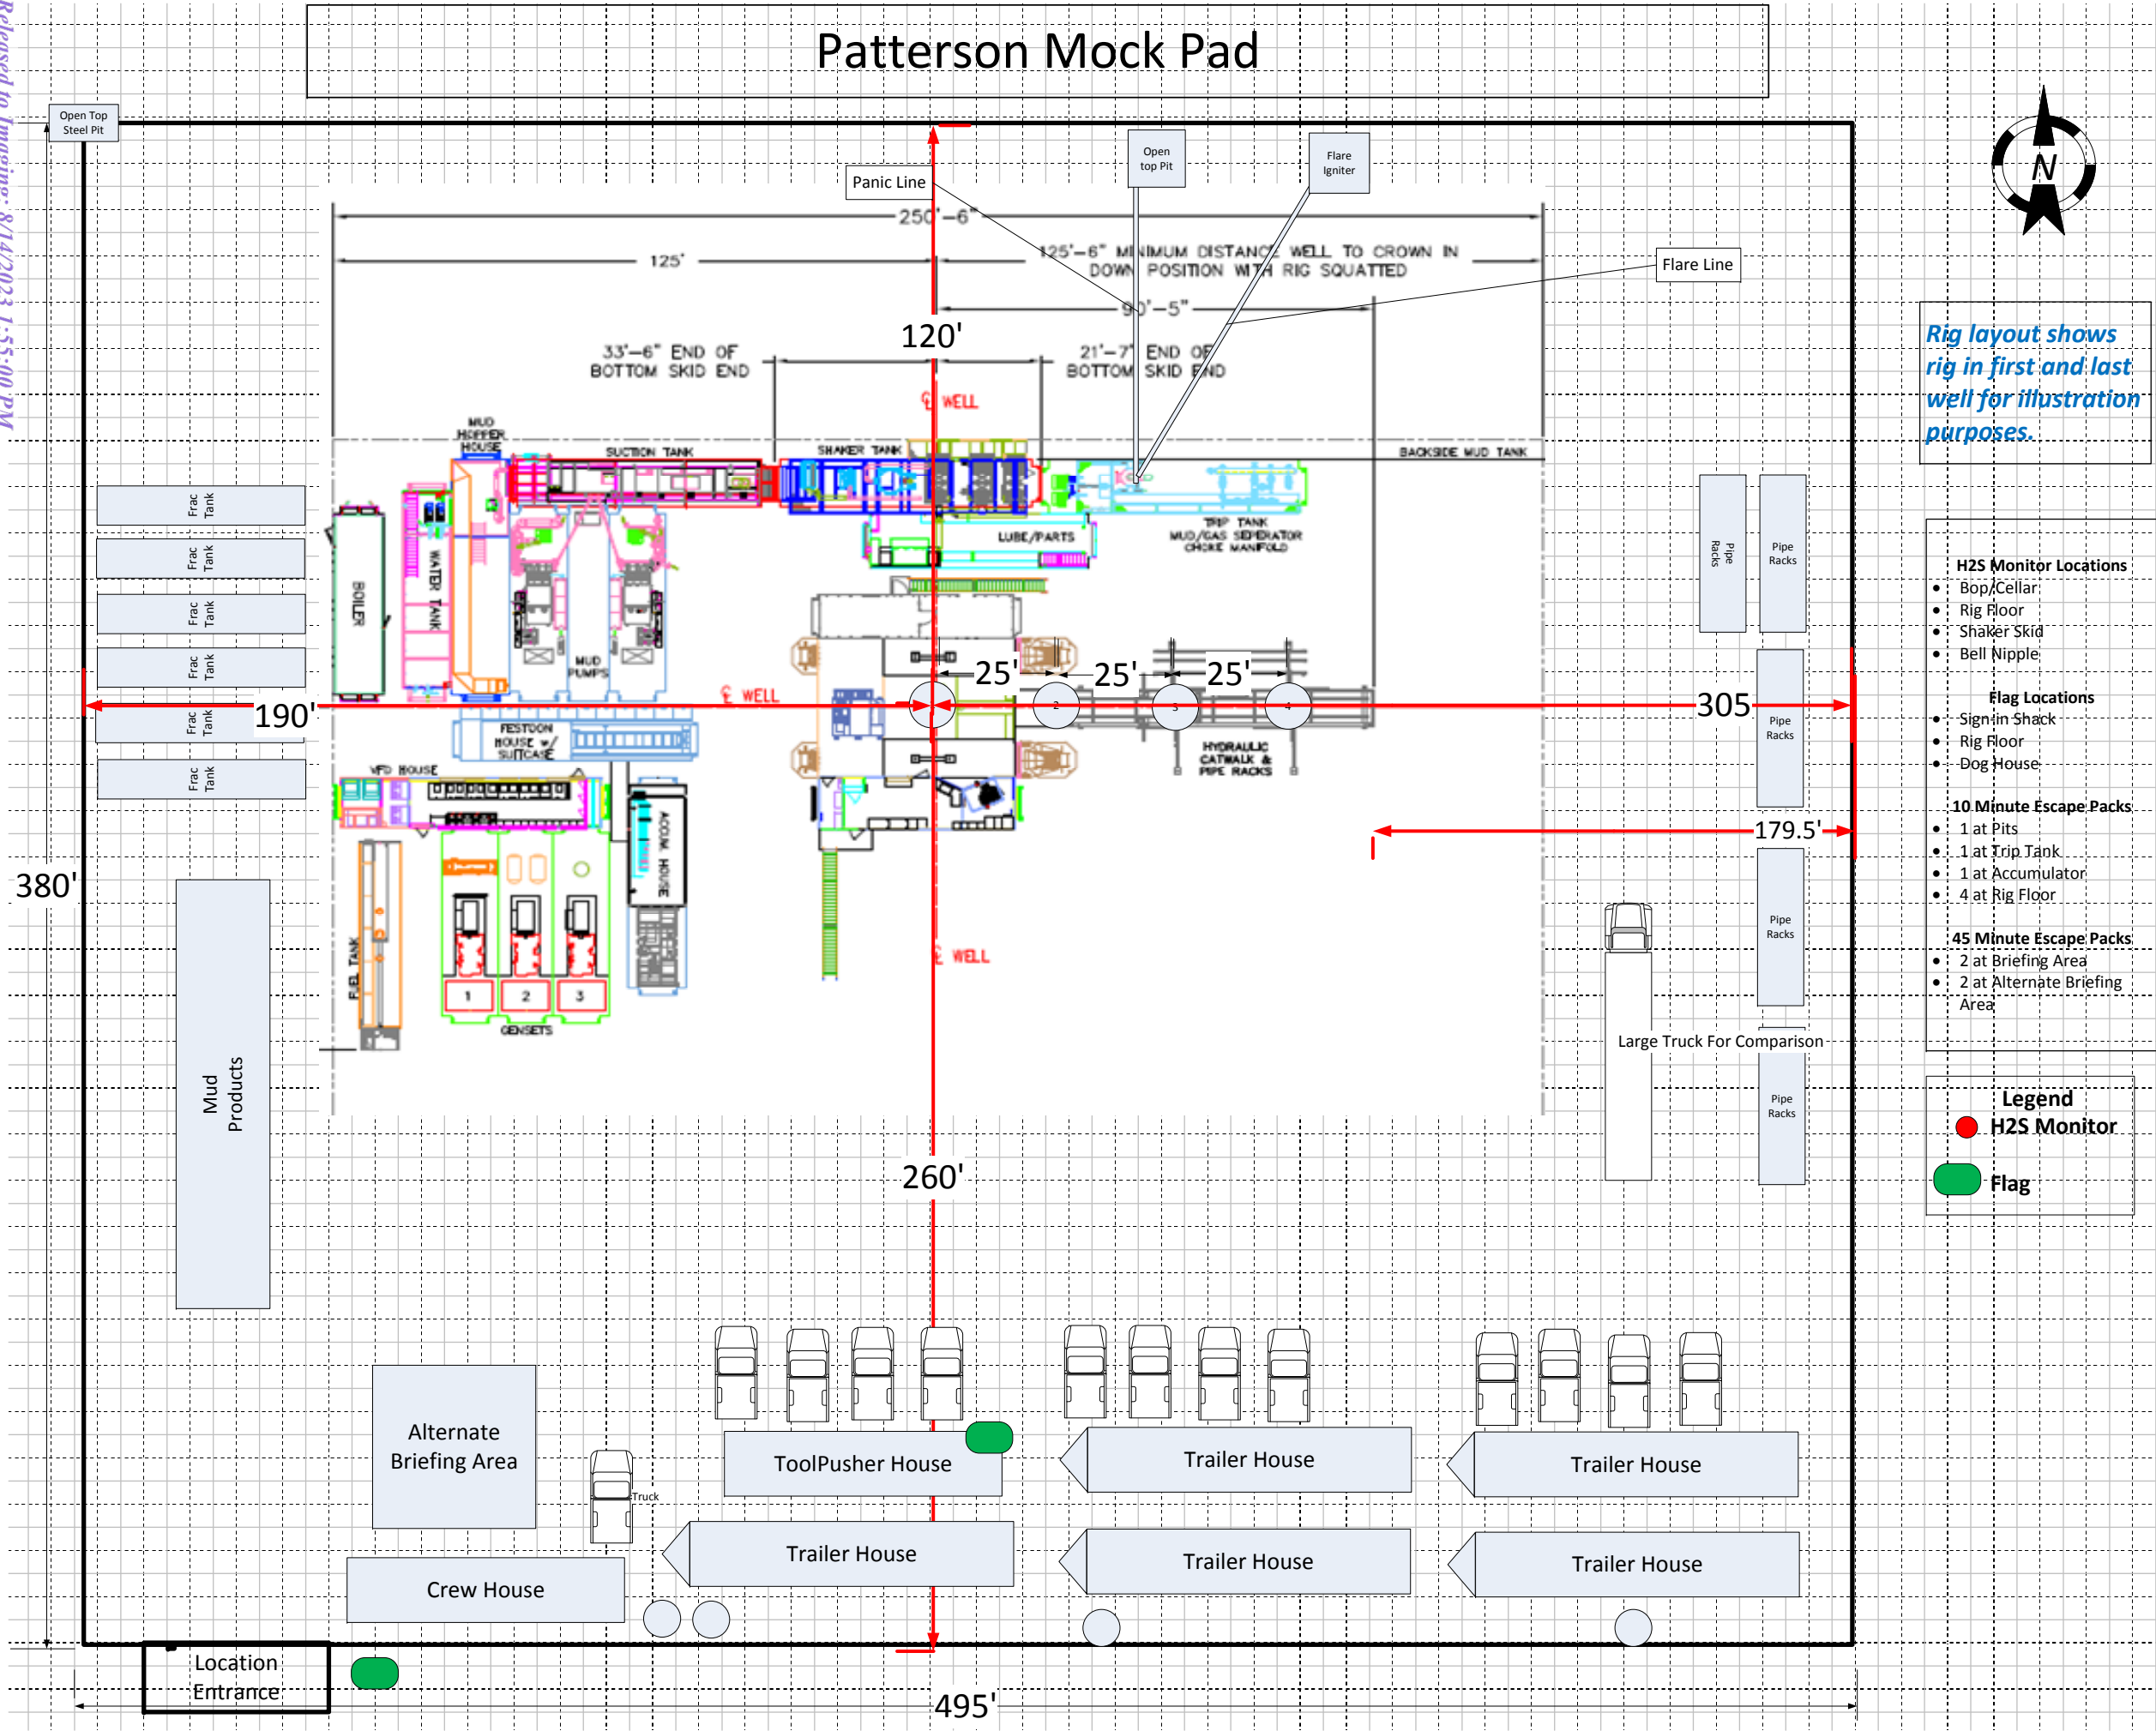 Patterson Mock Pad
Released to Imaging: 8/14/2023 1:55:00 PM
Open Top
Steel Pit
Open
top Pit
Flare
Igniter
Panic Line
N
250'-6"
125'
125'-6" MINIMUM DISTANCE WELL TO CROWN IN
DOWN POSITION WITH RIG SQUATTED
Flare Line
90'-5"
120'
33'-6" END OF
BOTTOM SKID END
21'-7" END OF
BOTTOM SKID END
Rig layout shows
rig in first and last
well for illustration
purposes.
℄ WELL
MUD
HOPPER
HOUSE
SUCTION TANK
SHAKER TANK
BACKSIDE MUD TANK
Frac
Tank
Frac
Tank
Frac
Tank
Frac
Tank
Frac
Tank
Frac
Tank
BOILER
WATER TANK
MUD
PUMPS
LUBE/PARTS
TRIP TANK
MUD/GAS SEPERATOR
CHOKE MANIFOLD
Pipe
Racks
Pipe
Racks
H2S Monitor Locations
• Bop/Cellar
• Rig Floor
• Shaker Skid
• Bell Nipple
Flag Locations
• Sign in Shack
• Rig Floor
• Dog House
10 Minute Escape Packs
• 1 at Pits
• 1 at Trip Tank
• 1 at Accumulator
• 4 at Rig Floor
45 Minute Escape Packs
• 2 at Briefing Area
• 2 at Alternate Briefing
Area
25'
25'
25'
℄ WELL
190'
2
3
4
305
Pipe
Racks
FESTOON
HOUSE w/
SUITCASE
HYDRAULIC
CATWALK &
PIPE RACKS
VFD HOUSE
179.5'
ACCUM. HOUSE
380'
Pipe
Racks
FUEL TANK
℄ WELL
1
2
3
GENSETS
Large Truck For Comparison
Pipe
Racks
Mud
Products
Legend
H2S Monitor
Flag
260'
Alternate
Briefing Area
Truck
ToolPusher House
Trailer House
Trailer House
Trailer House
Trailer House
Trailer House
Crew House
Location
Entrance
495'